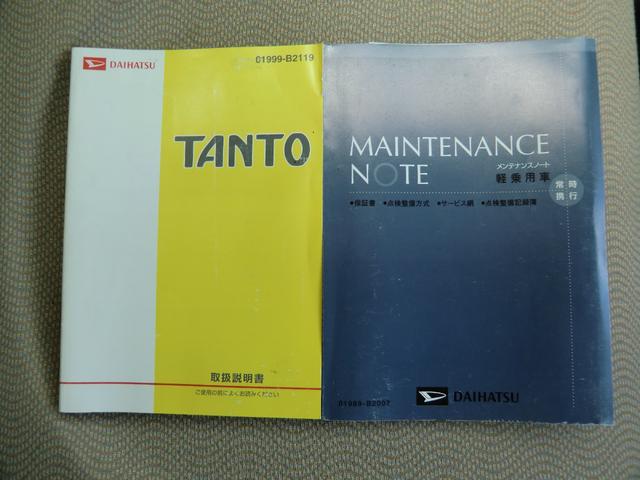 DAIHATSU
01999-B2119
TANTO
取扱説明書
ご使用の前によくお読みください
MAINTENANCE
NOTE
メンテナンスノート
軽乗用車
常時
携行
●保証書 ●点検整備方式 ●サービス網 ●点検整備記録簿
01999-B2007
DAIHATSU